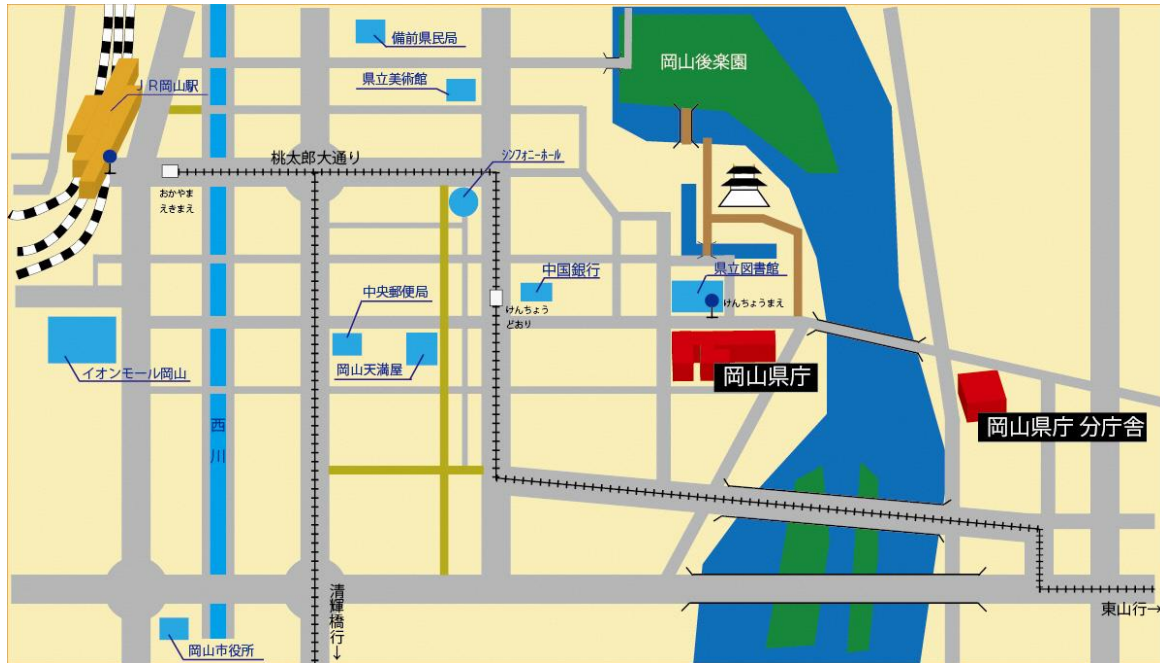 備前県民局
岡山後楽園
県立美術館
ＪＲ岡山駅
桃太郎大通り
ｼﾝﾌｫﾆｰﾎｰﾙ
おかやま
えきまえ
中国銀行
県立図書館
中央郵便局
けんちょう
どおり
けんちょうまえ
イオンモール岡山
岡山天満屋
岡山県庁
西川
岡山県庁 分庁舎
清輝橋行→
東山行→
岡山市役所